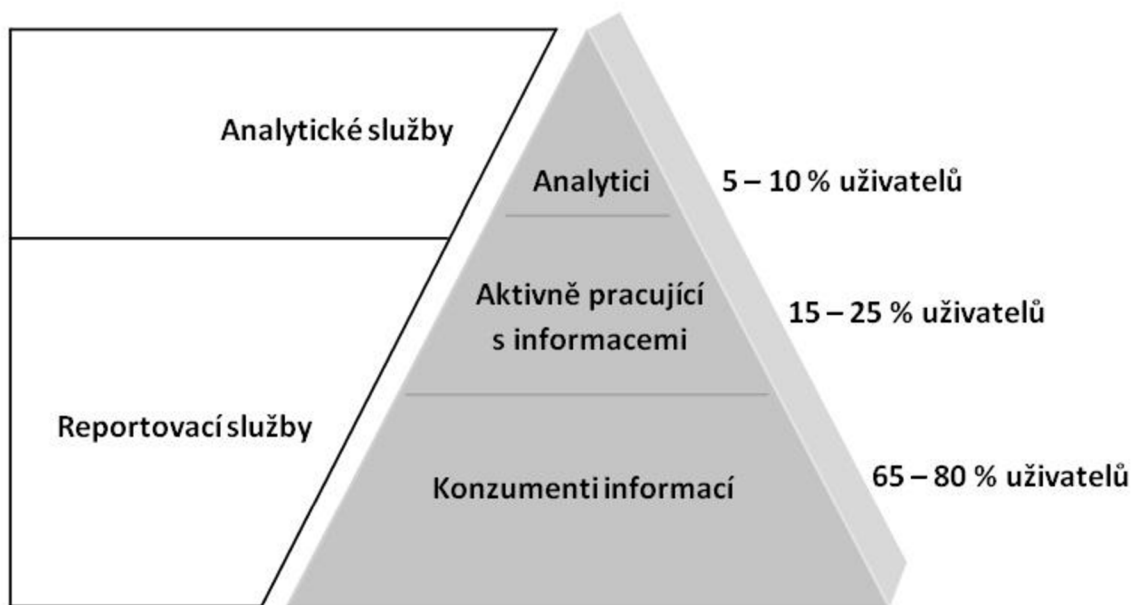 Analytické služby
Analytici
5 – 10 % uživatelů
Aktivně pracující
s informacemi
15 – 25 % uživatelů
Reportovací služby
Konzumenti informací
65 – 80 % uživatelů